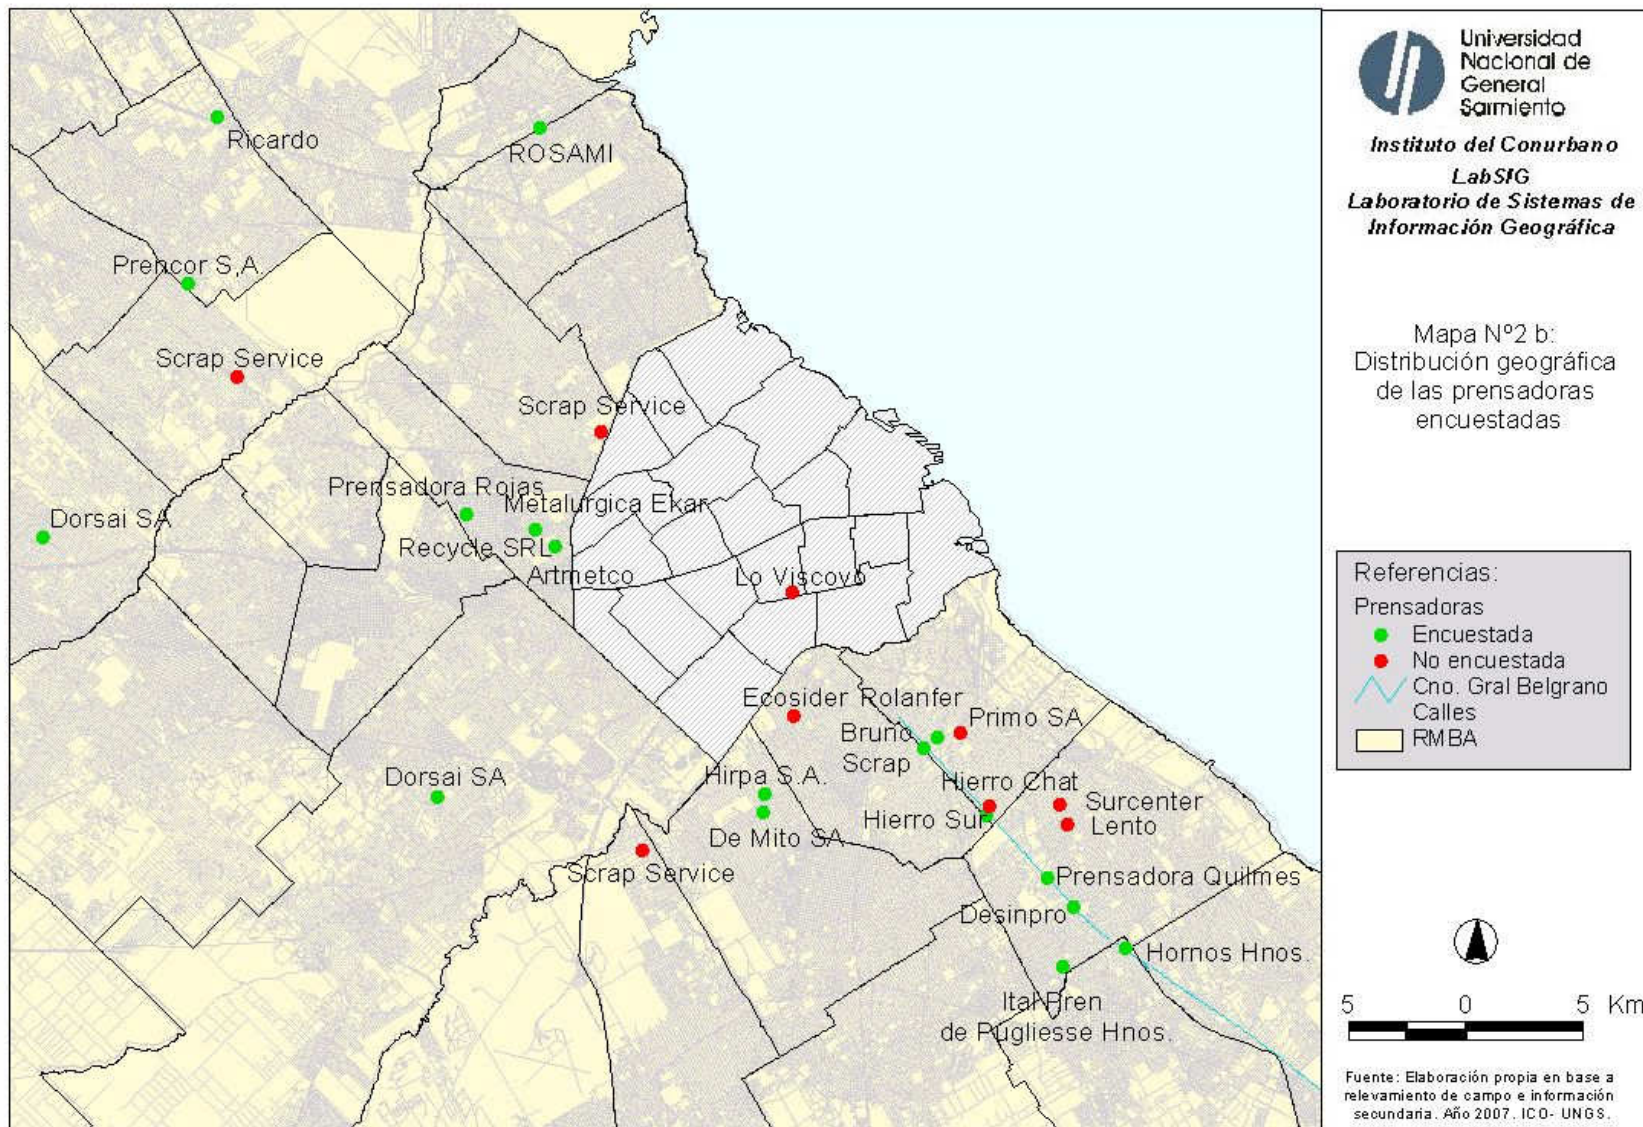 Ricardo
ROSAMI
Prencor S,A.
Scrap Service
Scrap Service
Prensadora Rojas
Metalurgica Ekar
Dorsai SA
Recycle SRL
Artmetco
Lo Viscovo
Ecosider
Rolanfer
Primo SA
Bruno
Scrap
Dorsai SA
Hirpa S.A.
Hierro Chat
Surcenter
Hierro Sur
Lento
De Mito SA
Scrap Service
Prensadora Quilmes
Desinpro
Hornos Hnos.
Ital Pren
de Pugliesse Hnos.
Universidad
Nacional de
General
Sarmiento
Instituto del Conurbano
LabSIG
Laboratorio de Sistemas de
Información Geográfica
Mapa Nº2 b:
Distribución geográfica
de las prensadoras
encuestadas
Referencias:
Prensadoras
Encuestada
No encuestada
Cno. Gral Belgrano
Calles
RMBA
5 0 5 Km
Fuente: Elaboración propia en base a
relevamiento de campo e información
secundaria. Año 2007. ICO- UNGS.